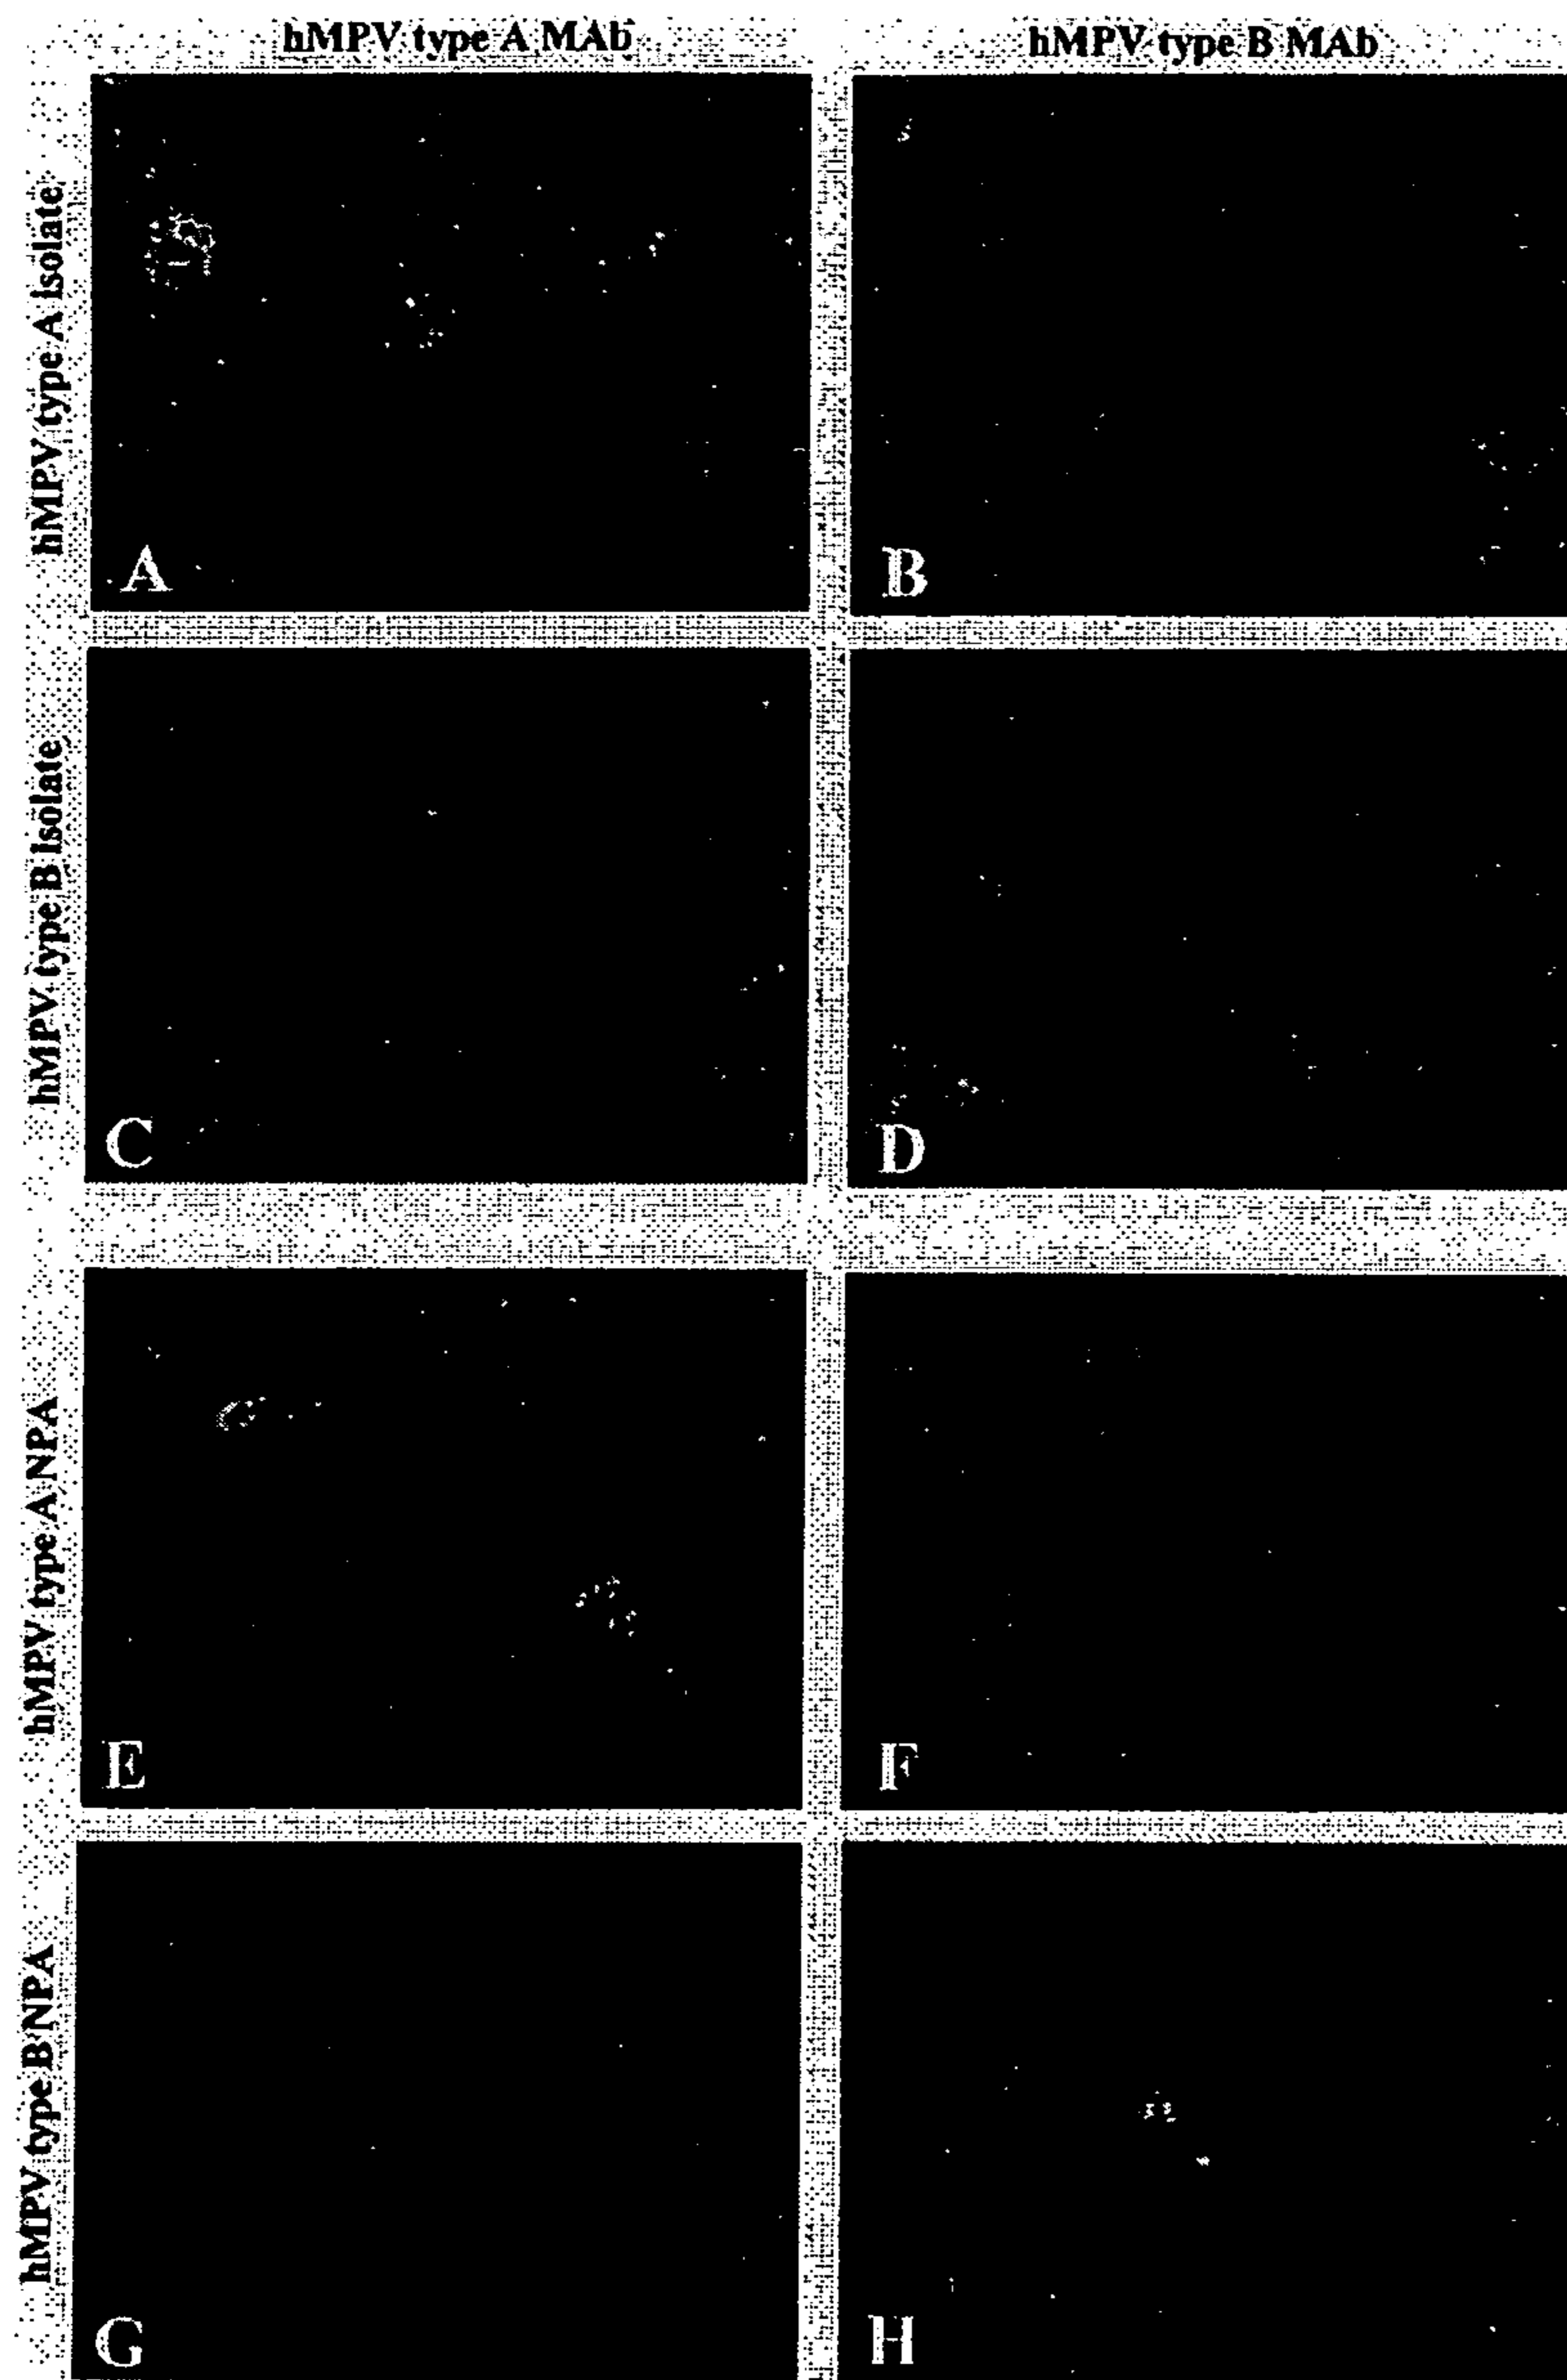 hMPV type A MAb
hMPV type B MAb
hMPV type A isolate
A
B
hMPV type B isolate
C
D
hMPV type A NPA
E
F
hMPV type B NPA
G
H